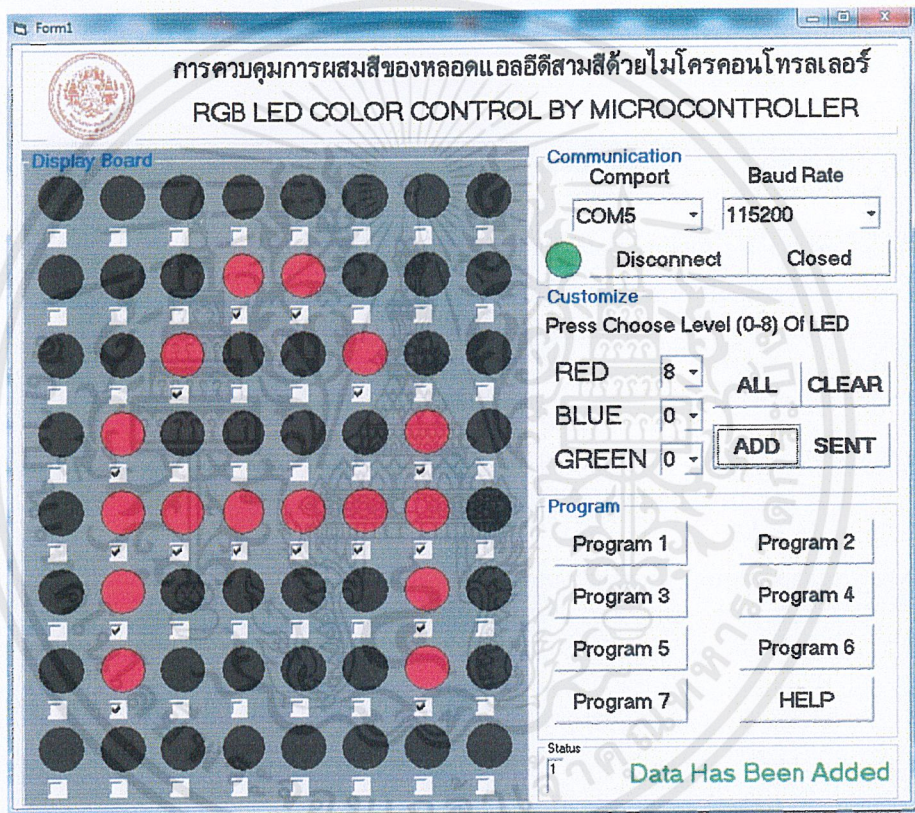 Form1
การควบคุมการผสมสีของหลอดแอลอีดีสามสีด้วยไมโครคอนโทรลเลอร์
RGB LED COLOR CONTROL BY MICROCONTROLLER
Display Board
Communication
Comport Baud Rate
COM5 115200
Disconnect Closed
Customize
Press Choose Level (0-8) Of LED
RED 8
ALL CLEAR
BLUE 0
ADD SENT
GREEN 0
Program
Program 1 Program 2
Program 3 Program 4
Program 5 Program 6
Program 7 HELP
Status
1
Data Has Been Added